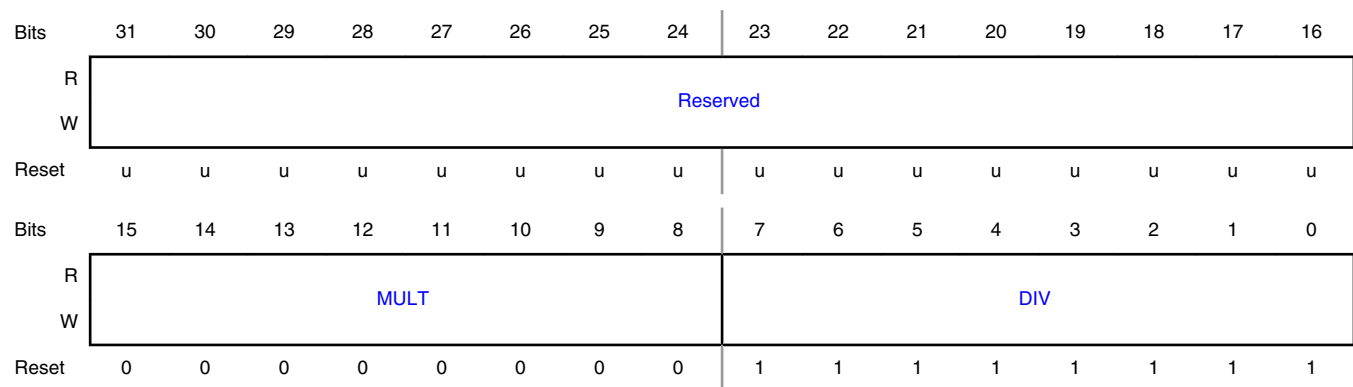 Bits 31 30 29 28 27 26 25 24 23 22 21 20 19 18 17 16
R
Reserved
W
Reset u u u u u u u u u u u u u u u u
Bits 15 14 13 12 11 10 9 8 7 6 5 4 3 2 1 0
R
MULT DIV
W
Reset 0 0 0 0 0 0 0 0 1 1 1 1 1 1 1 1